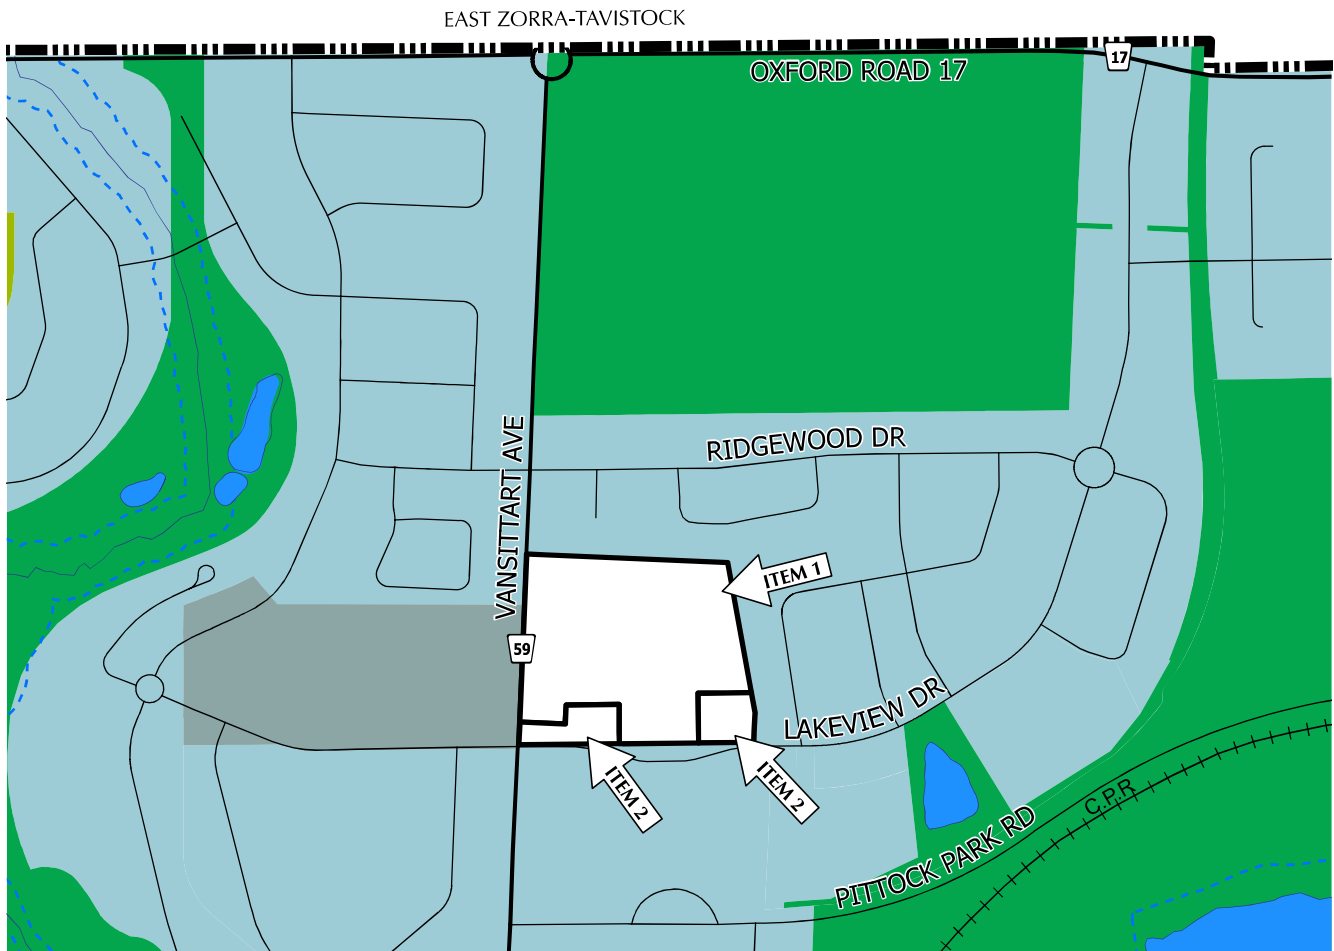 EAST ZORRA-TAVISTOCK
17
OXFORD ROAD 17
RIDGEWOOD DR
VANSITTART AVE
ITEM 1
59
LAKEVIEW DR
ITEM 2
ITEM 2
C.P.R
PITTOCK PARK RD